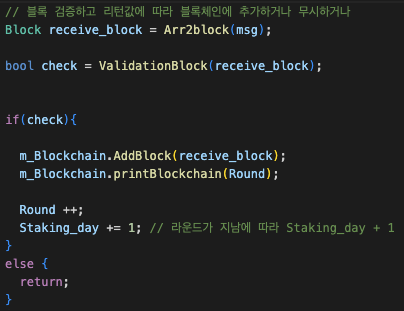 // 블록 검증하고 리턴값에 따라 블록체인에 추가하거나 무시하거나
Block receive_block = Arr2block(msg);
bool check = ValidationBlock(receive_block);
if(check){
m_Blockchain.AddBlock(receive_block);
m_Blockchain.printBlockchain(Round);
Round ++;
Staking_day += 1; // 라운드가 지남에 따라 Staking_day + 1
}
else {
return;
}